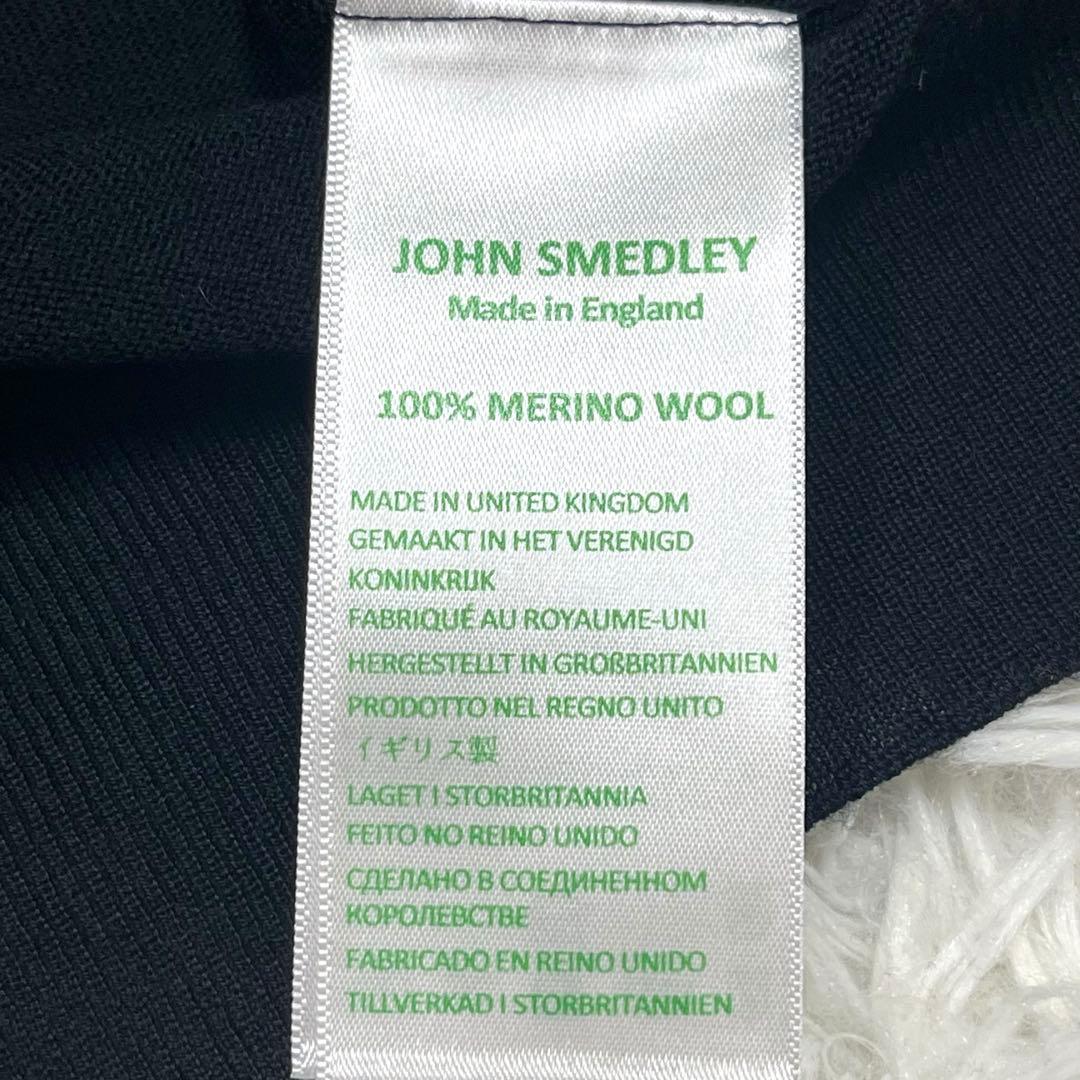 JOHN SMEDLEY
Made in England
100% MERINO WOOL
MADE IN UNITED KINGDOM
GEMAAKT IN HET VERENIGD
KONINKRIJK
FABRIQUÉ AU ROYAUME-UNI
HERGESTELLT IN GROßBRITANNIEN
PRODOTTO NEL REGNO UNITO
イギリス製
LAGET I STORBRITANNIA
FEITO NO REINO UNIDO
СДЕЛАНО В СОЕДИНЕННОМ
КОРОЛЕВСТВЕ
FABRICADO EN REINO UNIDO
TILLVERKAD I STORBRITANNIEN